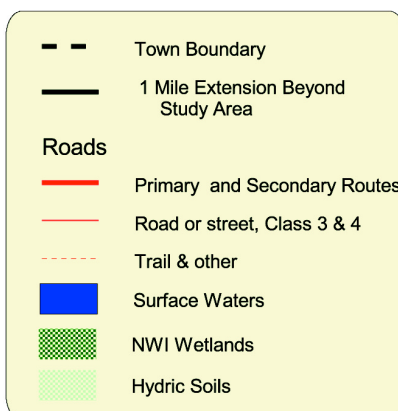 Town Boundary
1 Mile Extension Beyond
Study Area
Roads
Primary and Secondary Routes
Road or street, Class 3 & 4
Trail & other
Surface Waters
NWI Wetlands
Hydric Soils